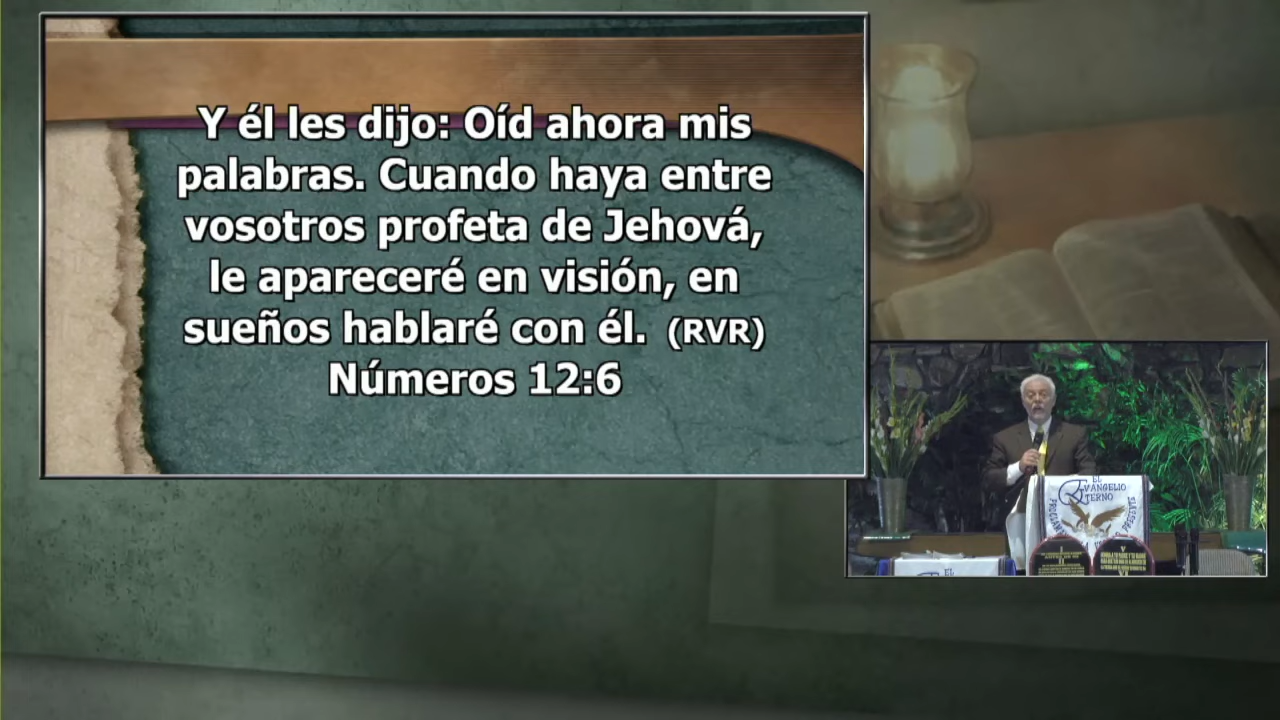 Y él les dijo: Oíd ahora mis
palabras. Cuando haya entre
vosotros profeta de Jehová,
le apareceré en visión, en
sueños hablaré con él. (RVR)
Números 12:6
EL
EVANGELIO
ETERNO
EL